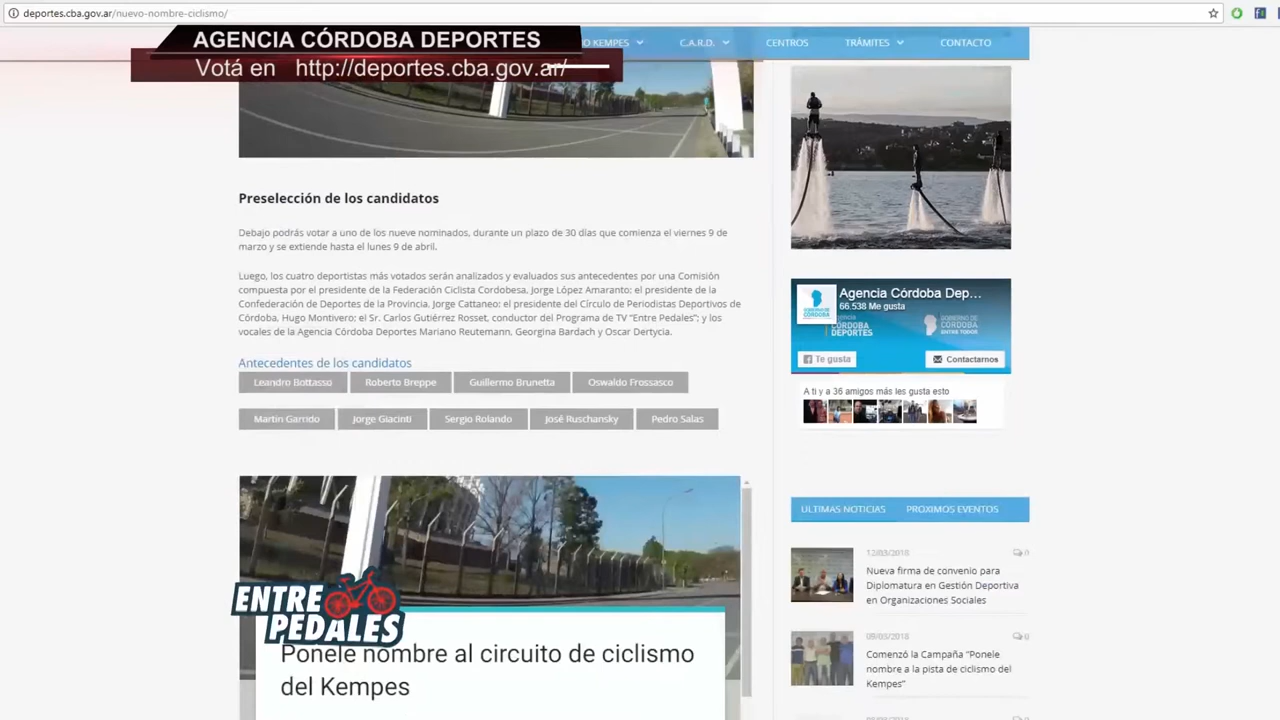 deportes.cba.gov.ar/nuevo-nombre-ciclismo/
AGENCIA CÓRDOBA DEPORTES
Votá en http://deportes.cba.gov.ar/
KEMPES
C.A.R.D.
CENTROS
TRÁMITES
CONTACTO
Preselección de los candidatos
Debajo podrás votar a uno de los nueve nominados, durante un plazo de 30 días que comienza el viernes 9 de
marzo y se extiende hasta el lunes 9 de abril.
Luego, los cuatro deportistas más votados serán analizados y evaluados sus antecedentes por una Comisión
compuesta por el presidente de la Federación Ciclista Cordobesa, Jorge López Amaranto; el presidente de la
Confederación de Deportes de la Provincia, Jorge Cattaneo; el presidente del Círculo de Periodistas Deportivos de
Córdoba, Hugo Montivero; el Sr. Carlos Gutiérrez Rosset, conductor del Programa de TV "Entre Pedales"; y los
vocales de la Agencia Córdoba Deportes Mariano Reutemann, Georgina Bardach y Oscar Dertycia.
Antecedentes de los candidatos
Leandro Bottasso
Roberto Breppe
Guillermo Brunetta
Oswaldo Frossasco
Martín Garrido
Jorge Giacinti
Sergio Rolando
José Ruschansky
Pedro Salas
ENTRE
PEDALES
Ponele nombre al circuito de ciclismo
del Kempes
Agencia Córdoba Dep...
66.538 Me gusta
GOBIERNO DE
CÓRDOBA
AGENCIA
CÓRDOBA
DEPORTES
GOBIERNO DE
CÓRDOBA
ENTRE TODOS
Te gusta
Contactarnos
A ti y a 36 amigos más les gusta esto
ULTIMAS NOTICIAS
PROXIMOS EVENTOS
12/03/2018
0
Nueva firma de convenio para
Diplomatura en Gestión Deportiva
en Organizaciones Sociales
09/03/2018
0
Comenzó la Campaña "Ponele
nombre a la pista de ciclismo del
Kempes"